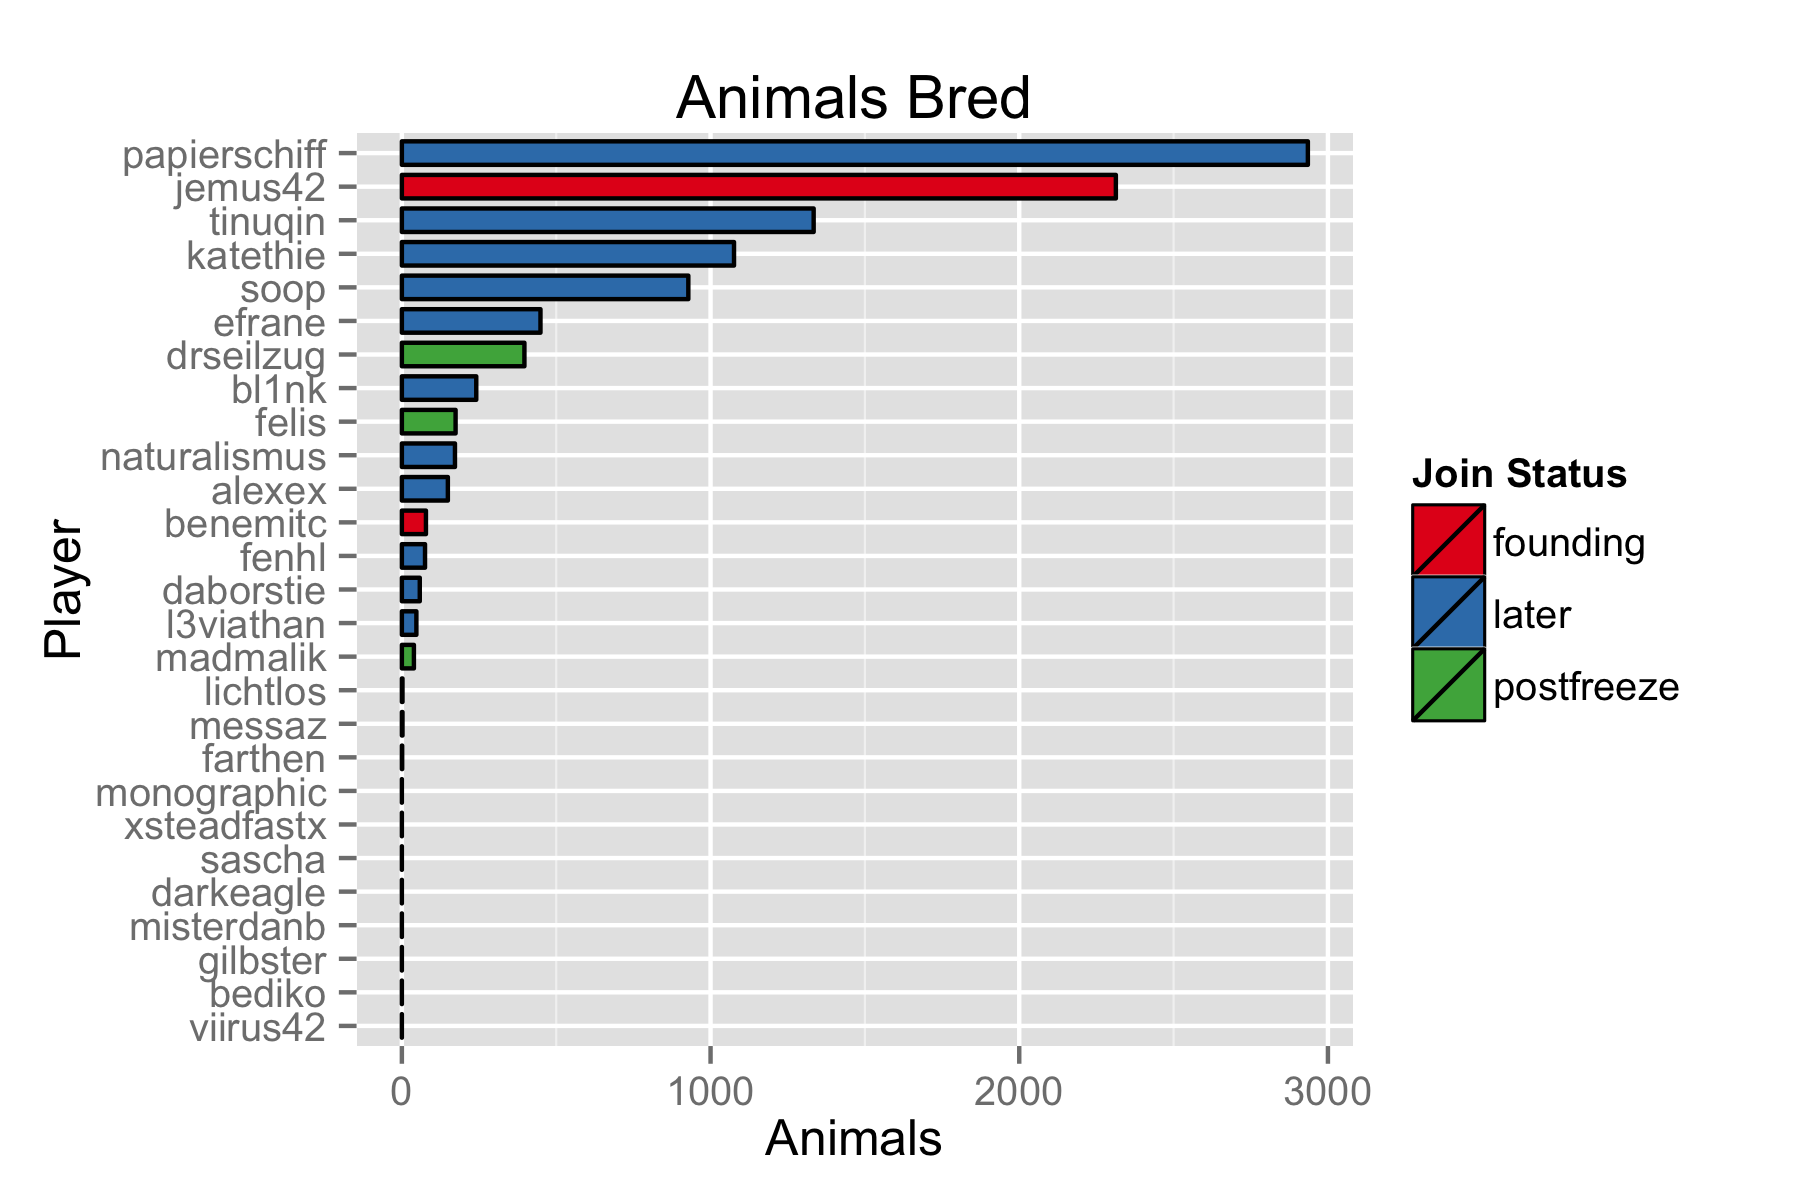 Animals Bred
papierschiff
jemus42
tinuqin
katethie
soop
efrane
drseilzug
bl1nk
felis
naturalismus
alexex
benemitc
fenhl
daborstie
l3viathan
madmalik
lichtlos
messaz
farthen
monographic
xsteadfastx
sascha
darkeagle
misterdanb
gilbster
bediko
viirus42
Player
0 1000 2000 3000
Animals
Join Status
founding
later
postfreeze